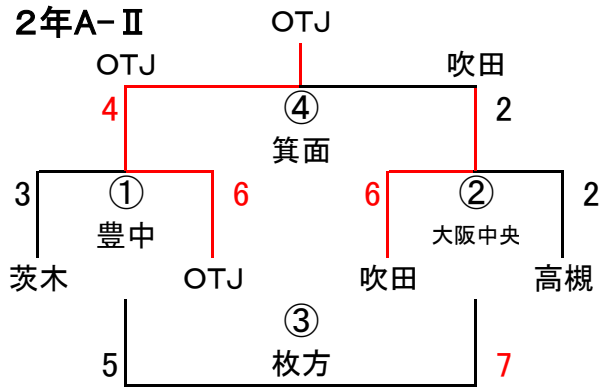 2年A-Ⅱ
OTJ
OTJ
吹田
4
④
2
箕面
3
①
6
6
②
2
豊中
大阪中央
茨木
OTJ
吹田
高槻
③
5
枚方
7